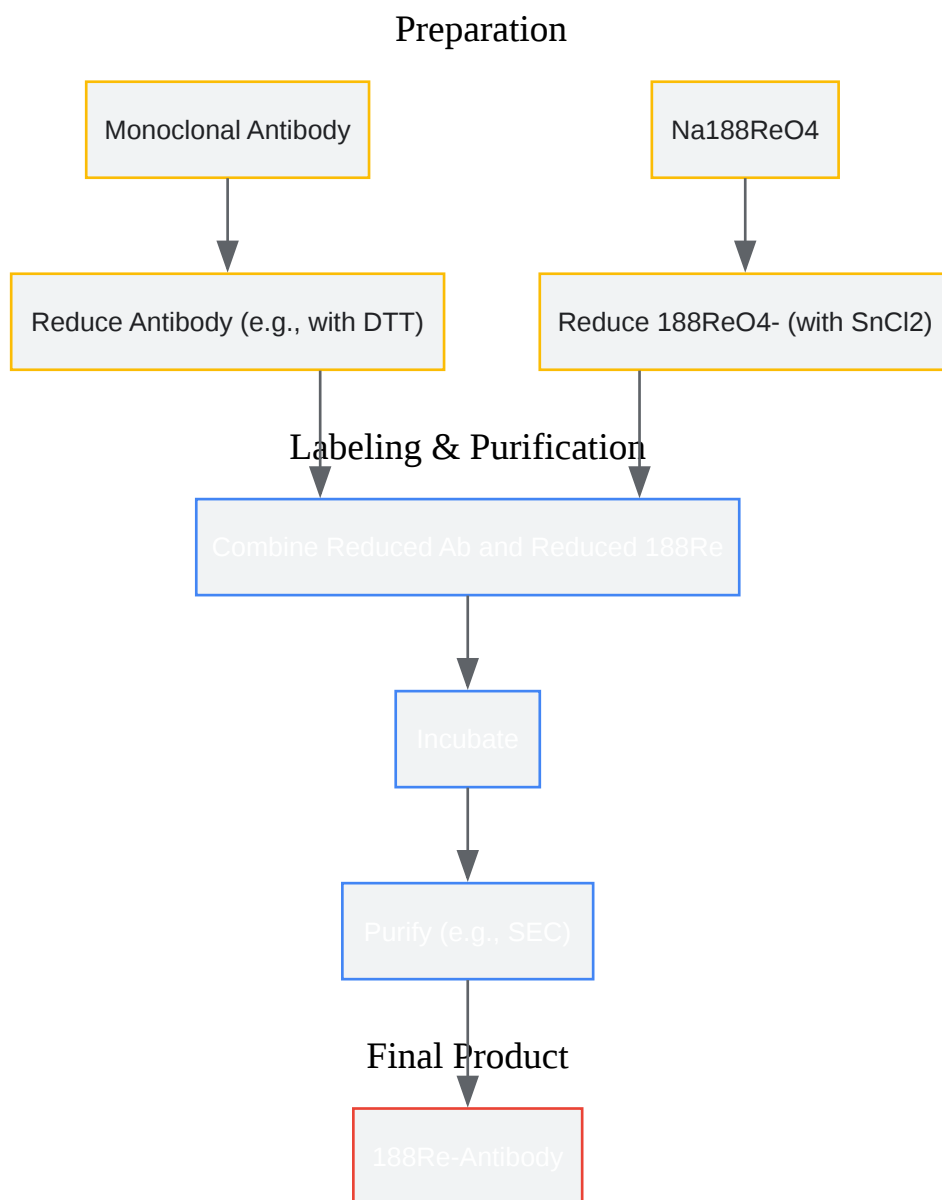 Preparation
Monoclonal Antibody
Na188ReO4
Reduce Antibody (e.g., with DTT)
Reduce 188ReO4- (with SnCl2)
Labeling & Purification
Combine Reduced Ab and Reduced 188Re
Incubate
Purify (e.g., SEC)
Final Product
188Re-Antibody